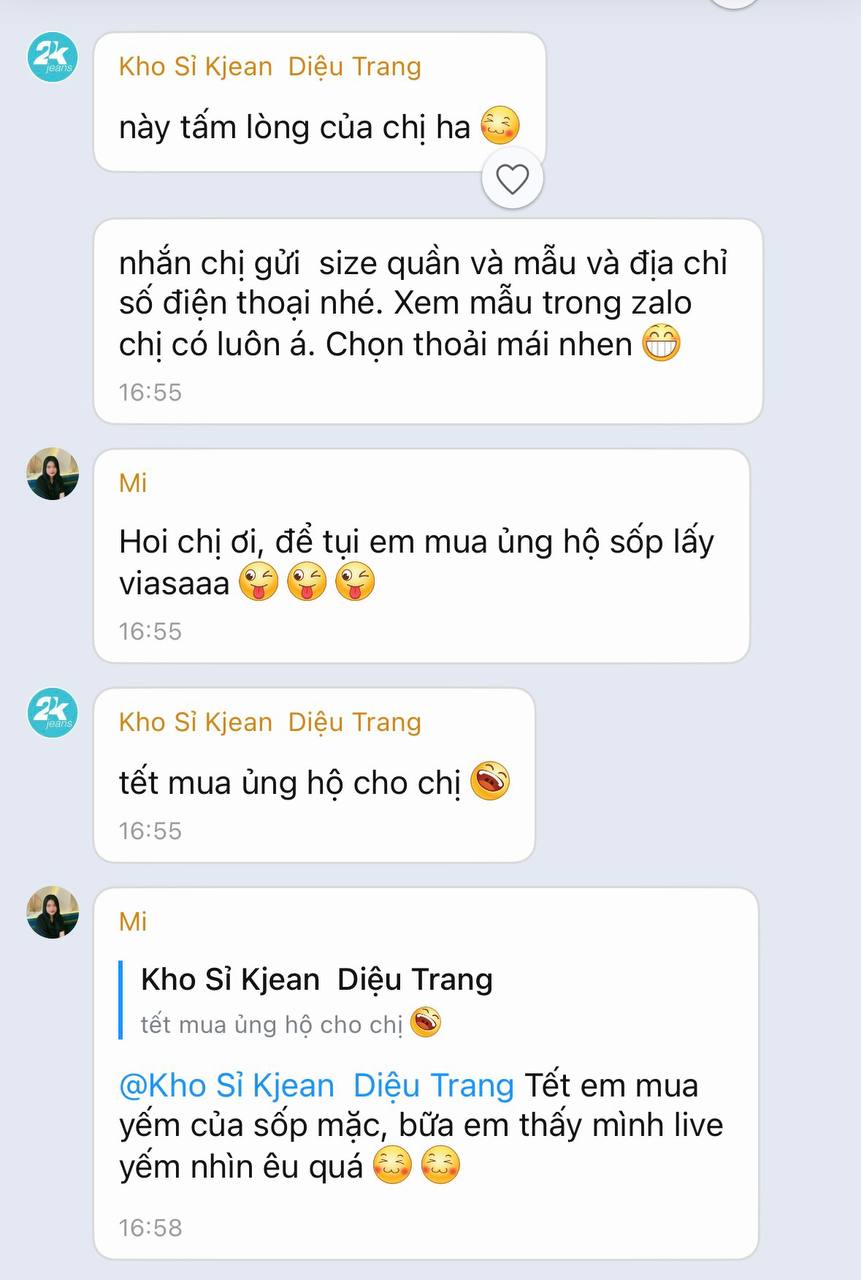 2k
jeans
Kho Sỉ Kjean  Diệu Trang
này tấm lòng của chị ha 😊
nhắn chị gửi  size quần và mẫu và địa chỉ
số điện thoại nhé. Xem mẫu trong zalo
chị có luôn á. Chọn thoải mái nhen 😁
16:55
Mi
Hoi chị ơi, để tụi em mua ủng hộ sốp lấy
viasaaa 😜😜😜
16:55
2k
jeans
Kho Sỉ Kjean  Diệu Trang
tết mua ủng hộ cho chị 🤣
16:55
Mi
Kho Sỉ Kjean  Diệu Trang
tết mua ủng hộ cho chị 🤣
@Kho Sỉ Kjean  Diệu Trang Tết em mua
yếm của sốp mặc, bữa em thấy mình live
yếm nhìn êu quá 😊😊
16:58